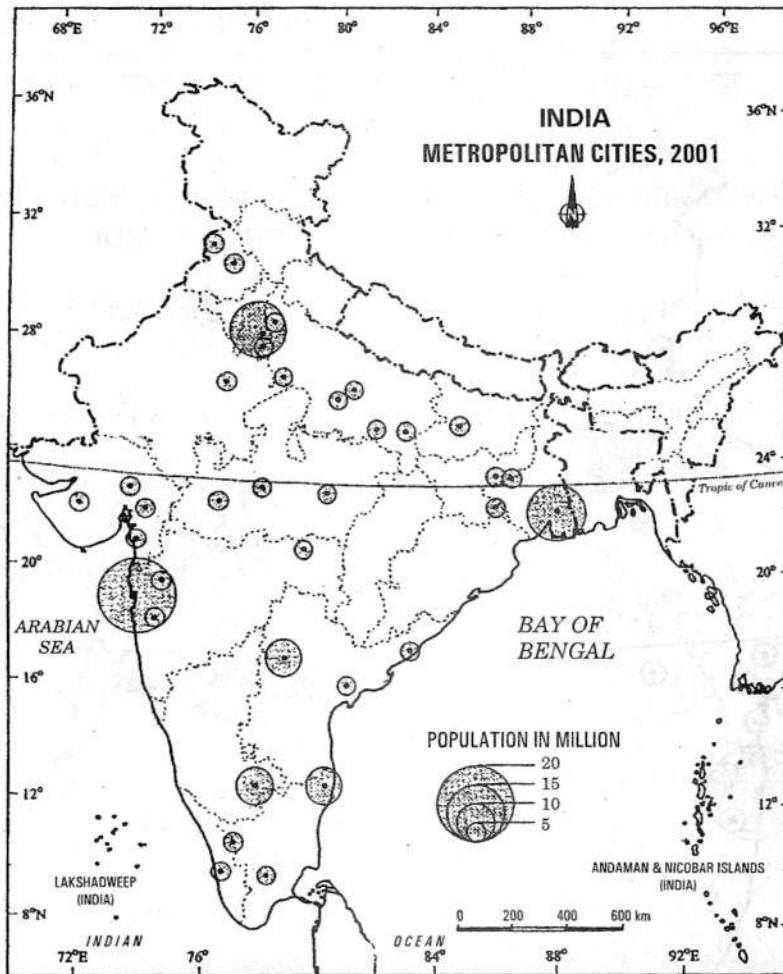 68°E 72° 76° 80° 84° 88° 92° 96°E
36°N 36°N
INDIA
METROPOLITAN CITIES, 2001
N
32° 32°
28° 28°
24° 24°
Tropic of Cancer
20° 20°
ARABIAN
SEA
BAY OF
BENGAL
16° 16°
POPULATION IN MILLION
20
15
10
5
12° 12°
LAKSHADWEEP
(INDIA)
ANDAMAN & NICOBAR ISLANDS
(INDIA)
8°N 8°N
0 200 400 600 km
INDIAN OCEAN
72°E 76° 80° 84° 88° 92°E